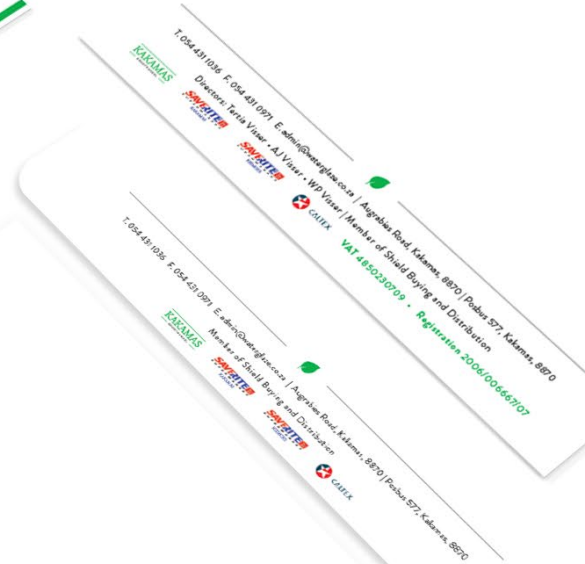 T. 054 431 1036 F. 054 431 0971 E. admin@waterglaze.co.za | Augrabies Road, Kakamas, 8870 | Posbus 577, Kakamas, 8870
Directors: Tertia Visser • AJ Visser • WP Visser | Member of Shield Buying and Distribution
VAT 4850230709 • Registration 2006/006667/07
KAKAMAS
SAVERITE
SAVERITE
CALTEX
T. 054 431 1036 F. 054 431 0971 E. admin@waterglaze.co.za | Augrabies Road, Kakamas, 8870 | Posbus 577, Kakamas, 8870
Member of Shield Buying and Distribution
KAKAMAS
SAVERITE
SAVERITE
CALTEX